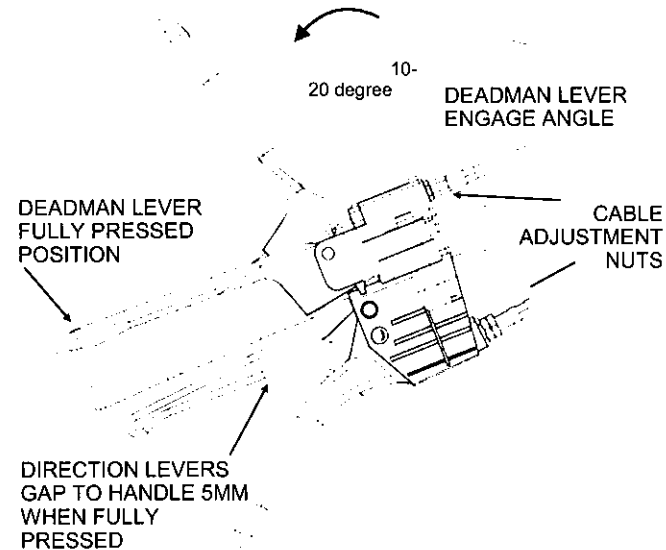 10-
20 degree
DEADMAN LEVER
ENGAGE ANGLE
DEADMAN LEVER
FULLY PRESSED
POSITION
CABLE
ADJUSTMENT
NUTS
DIRECTION LEVERS
GAP TO HANDLE 5MM
WHEN FULLY
PRESSED